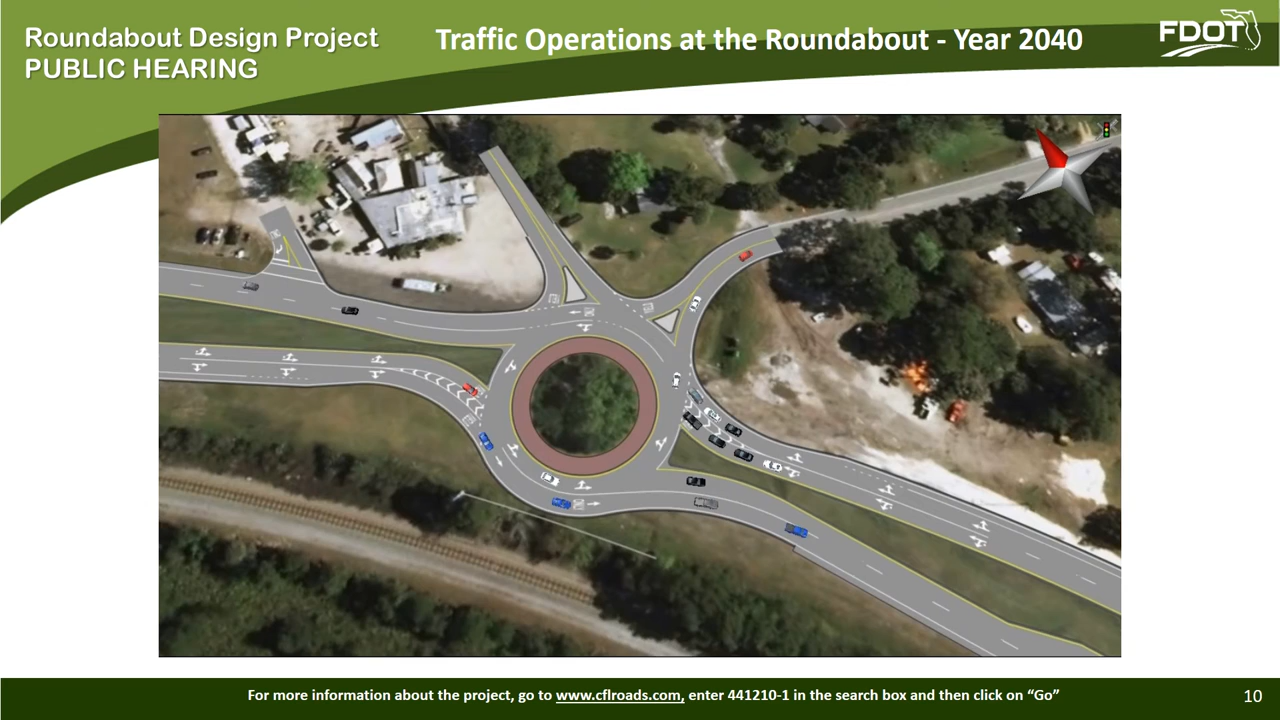 Roundabout Design Project
PUBLIC HEARING
Traffic Operations at the Roundabout - Year 2040
FDOT
For more information about the project, go to www.cflroads.com, enter 441210-1 in the search box and then click on “Go”
10